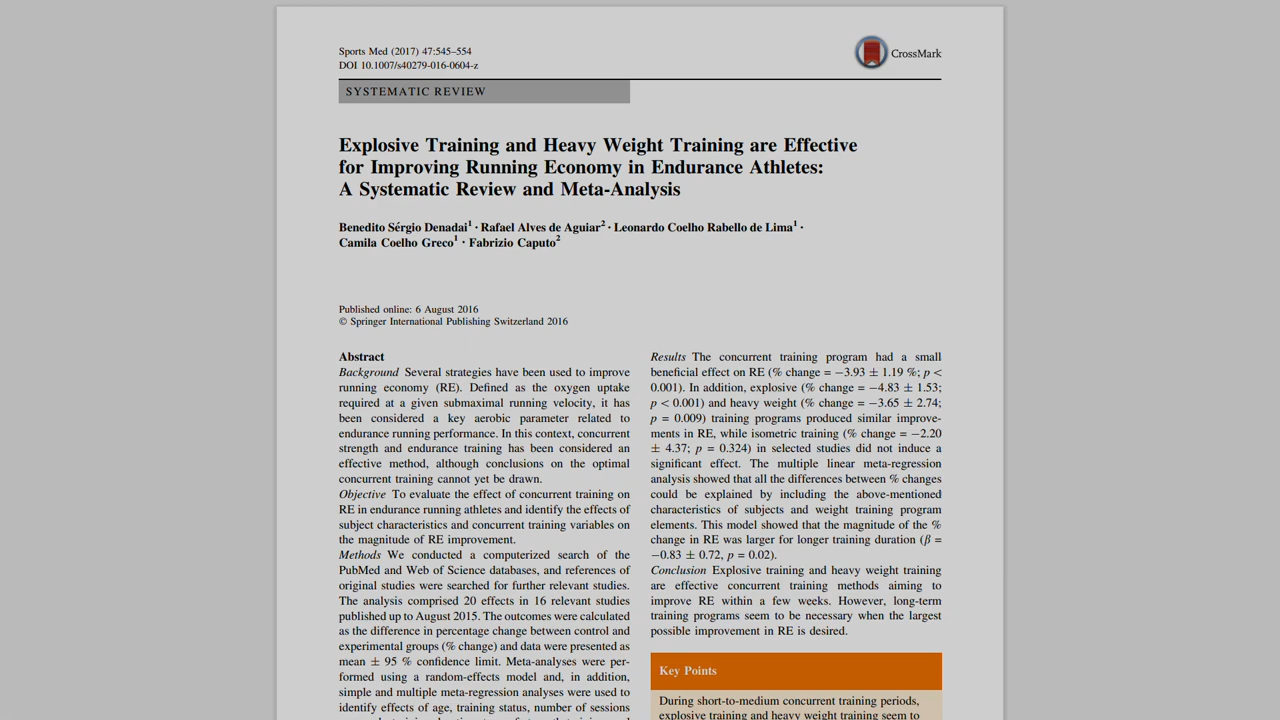 Sports Med (2017) 47:545–554
DOI 10.1007/s40279-016-0604-z
CrossMark
SYSTEMATIC REVIEW
Explosive Training and Heavy Weight Training are Effective
for Improving Running Economy in Endurance Athletes:
A Systematic Review and Meta-Analysis
Benedito Sérgio Denadai1 · Rafael Alves de Aguiar2 · Leonardo Coelho Rabello de Lima1 ·
Camila Coelho Greco1 · Fabrizio Caputo2
Published online: 6 August 2016
© Springer International Publishing Switzerland 2016
Abstract
Background Several strategies have been used to improve
running economy (RE). Defined as the oxygen uptake
required at a given submaximal running velocity, it has
been considered a key aerobic parameter related to
endurance running performance. In this context, concurrent
strength and endurance training has been considered an
effective method, although conclusions on the optimal
concurrent training cannot yet be drawn.
Objective To evaluate the effect of concurrent training on
RE in endurance running athletes and identify the effects of
subject characteristics and concurrent training variables on
the magnitude of RE improvement.
Methods We conducted a computerized search of the
PubMed and Web of Science databases, and references of
original studies were searched for further relevant studies.
The analysis comprised 20 effects in 16 relevant studies
published up to August 2015. The outcomes were calculated
as the difference in percentage change between control and
experimental groups (% change) and data were presented as
mean ± 95 % confidence limit. Meta-analyses were per-
formed using a random-effects model and, in addition,
simple and multiple meta-regression analyses were used to
identify effects of age, training status, number of sessions
Results The concurrent training program had a small
beneficial effect on RE (% change = −3.93 ± 1.19 %; p <
0.001). In addition, explosive (% change = −4.83 ± 1.53;
p < 0.001) and heavy weight (% change = −3.65 ± 2.74;
p = 0.009) training programs produced similar improve-
ments in RE, while isometric training (% change = −2.20
± 4.37; p = 0.324) in selected studies did not induce a
significant effect. The multiple linear meta-regression
analysis showed that all the differences between % changes
could be explained by including the above-mentioned
characteristics of subjects and weight training program
elements. This model showed that the magnitude of the %
change in RE was larger for longer training duration (β =
−0.83 ± 0.72, p = 0.02).
Conclusion Explosive training and heavy weight training
are effective concurrent training methods aiming to
improve RE within a few weeks. However, long-term
training programs seem to be necessary when the largest
possible improvement in RE is desired.
Key Points
During short-to-medium concurrent training periods,
explosive training and heavy weight training seem to